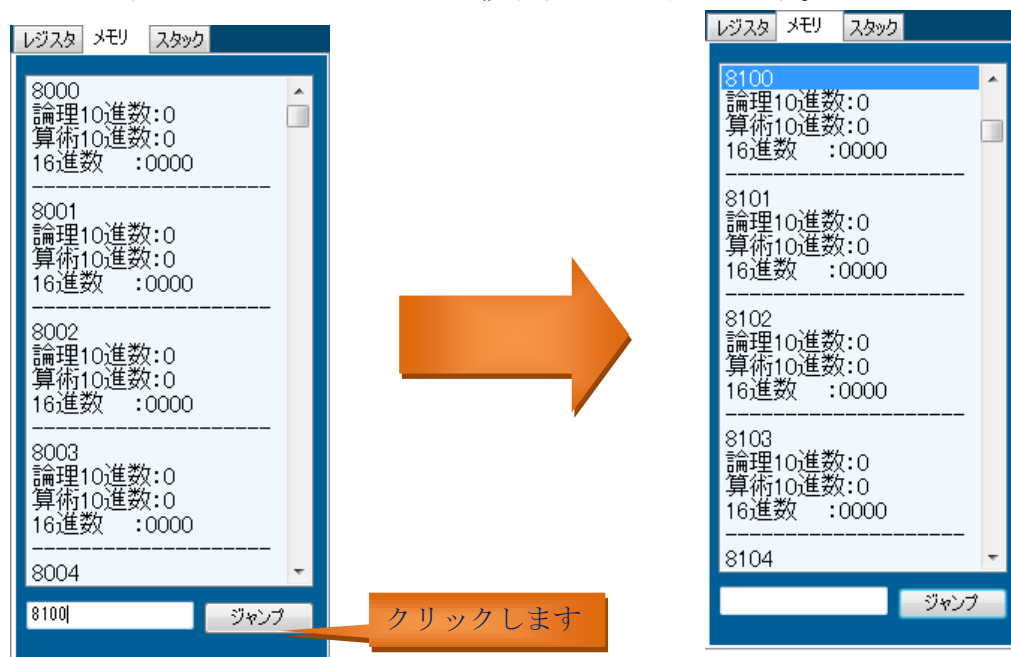 レジスタ メモリ スタック
8000
論理10進数:0
算術10進数:0
16進数 :0000
--------------------
8001
論理10進数:0
算術10進数:0
16進数 :0000
--------------------
8002
論理10進数:0
算術10進数:0
16進数 :0000
--------------------
8003
論理10進数:0
算術10進数:0
16進数 :0000
--------------------
8004
8100 ジャンプ
クリックします
レジスタ メモリ スタック
8100
論理10進数:0
算術10進数:0
16進数 :0000
--------------------
8101
論理10進数:0
算術10進数:0
16進数 :0000
--------------------
8102
論理10進数:0
算術10進数:0
16進数 :0000
--------------------
8103
論理10進数:0
算術10進数:0
16進数 :0000
--------------------
8104
ジャンプ